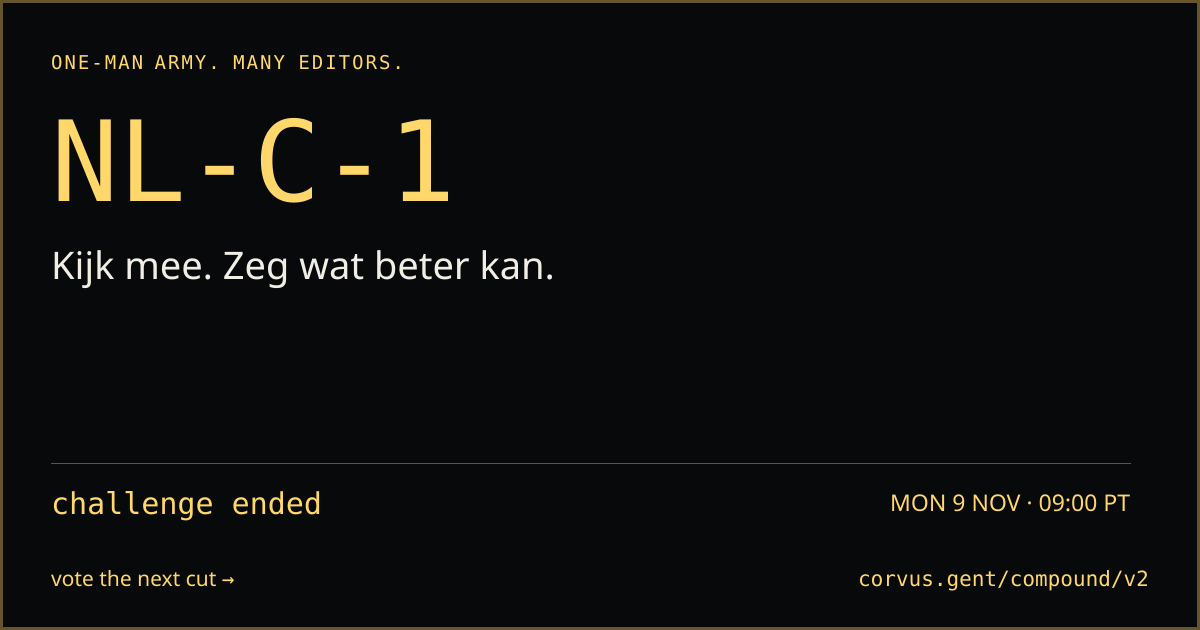 ONE-MAN ARMY. MANY EDITORS.
NL-C-1
Kijk mee. Zeg wat beter kan.
challenge ended
MON 9 NOV · 09:00 PT
vote the next cut →
corvus.gent/compound/v2